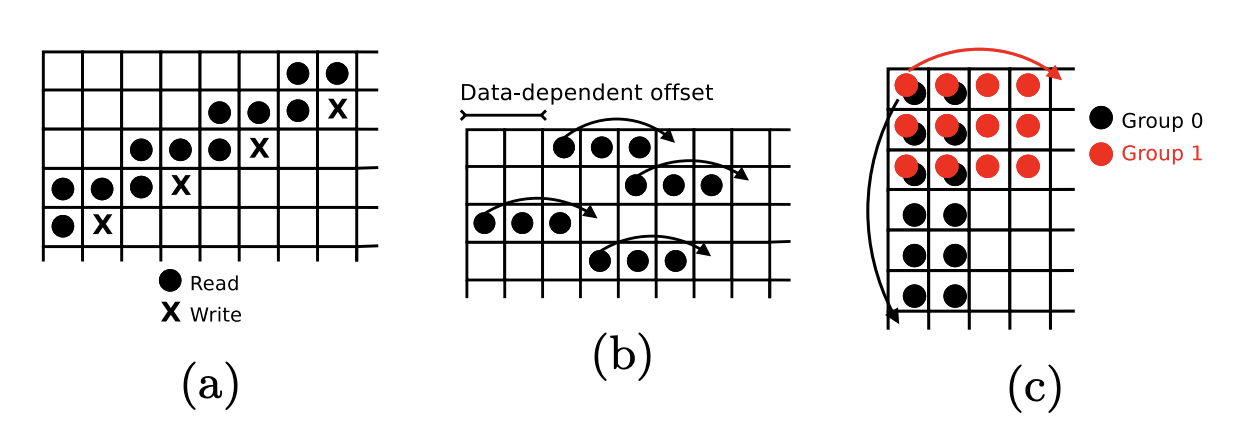 Data-dependent offset
X
X
X
X
Group 0
Group 1
Read
X Write
(a)
(b)
(c)